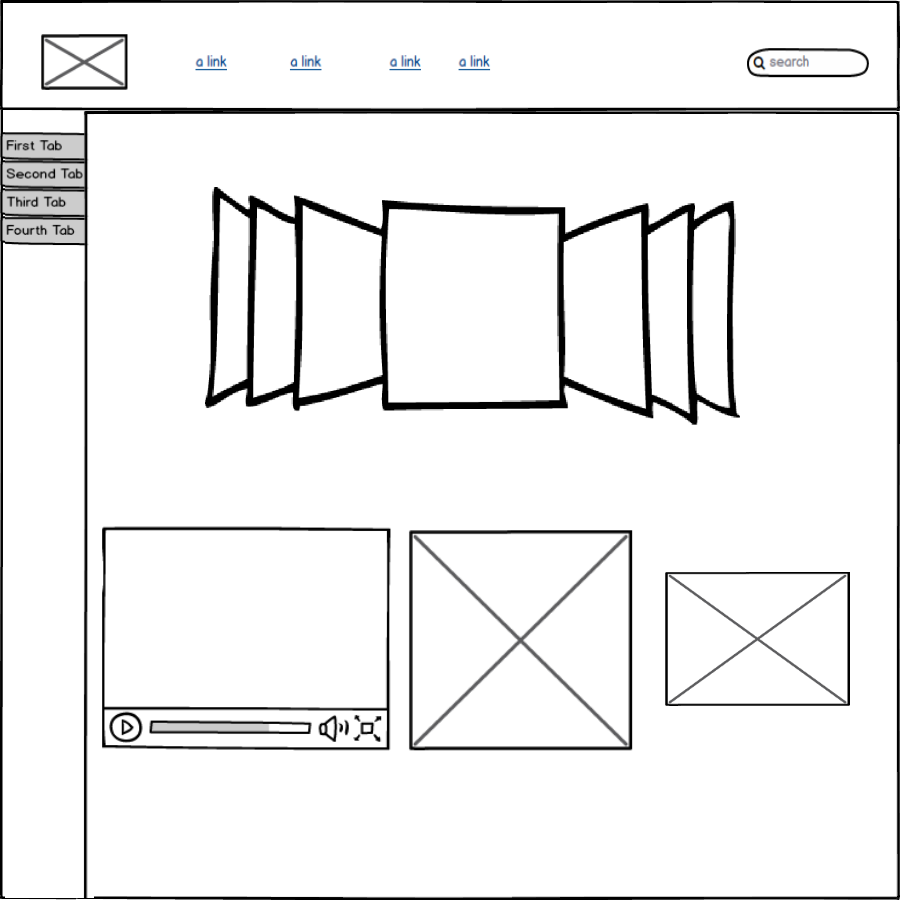 a link a link a link a link search
First Tab
Second Tab
Third Tab
Fourth Tab